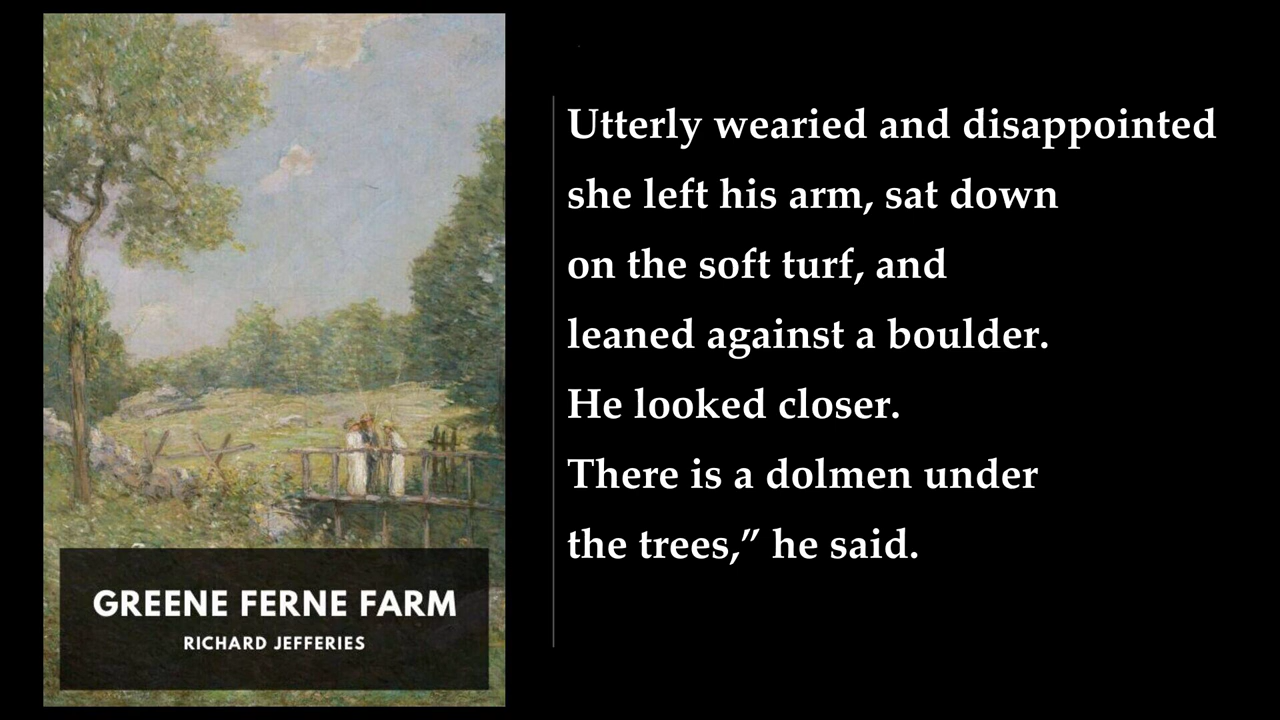 GREENE FERNE FARM
RICHARD JEFFERIES
Utterly wearied and disappointed
she left his arm, sat down
on the soft turf, and
leaned against a boulder.
He looked closer.
There is a dolmen under
the trees,” he said.